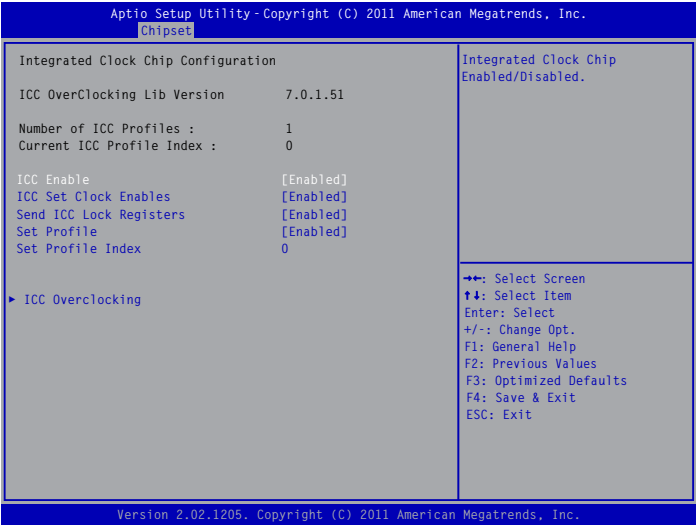 Aptio Setup Utility - Copyright (C) 2011 American Megatrends, Inc.
Chipset
Integrated Clock Chip Configuration
ICC OverClocking Lib Version 7.0.1.51
Number of ICC Profiles : 1
Current ICC Profile Index : 0
ICC Enable [Enabled]
ICC Set Clock Enables [Enabled]
Send ICC Lock Registers [Enabled]
Set Profile [Enabled]
Set Profile Index 0
► ICC Overclocking
Integrated Clock Chip
Enabled/Disabled.
→←: Select Screen
↑↓: Select Item
Enter: Select
+/-: Change Opt.
F1: General Help
F2: Previous Values
F3: Optimized Defaults
F4: Save & Exit
ESC: Exit
Version 2.02.1205. Copyright (C) 2011 American Megatrends, Inc.